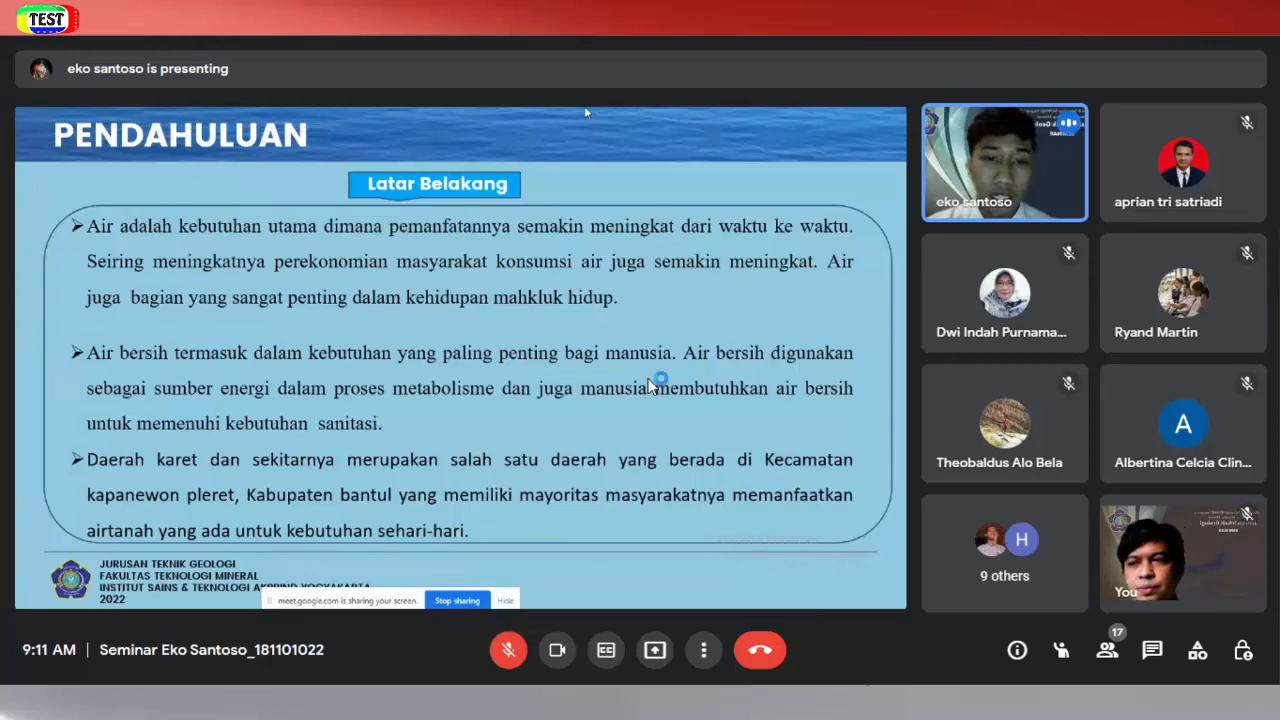 TEST
eko santoso is presenting
PENDAHULUAN
Latar Belakang
Air adalah kebutuhan utama dimana pemanfatannya semakin meningkat dari waktu ke waktu.
Seiring meningkatnya perekonomian masyarakat konsumsi air juga semakin meningkat. Air
juga bagian yang sangat penting dalam kehidupan mahkluk hidup.
Air bersih termasuk dalam kebutuhan yang paling penting bagi manusia. Air bersih digunakan
sebagai sumber energi dalam proses metabolisme dan juga manusia membutuhkan air bersih
untuk memenuhi kebutuhan sanitasi.
Daerah karet dan sekitarnya merupakan salah satu daerah yang berada di Kecamatan
kapanewon pleret, Kabupaten bantul yang memiliki mayoritas masyarakatnya memanfaatkan
airtanah yang ada untuk kebutuhan sehari-hari.
JURUSAN TEKNIK GEOLOGI
FAKULTAS TEKNOLOGI MINERAL
INSTITUT SAINS & TEKNOLOGI AKPRIND YOGYAKARTA
2022
meet.google.com is sharing your screen.
Stop sharing
Hide
eko santoso
aprian tri satriadi
Dwi Indah Purnama...
Ryand Martin
Theobaldus Alo Bela
A
Albertina Celcia Clin...
H
9 others
You
9:11 AM | Seminar Eko Santoso_181101022
17